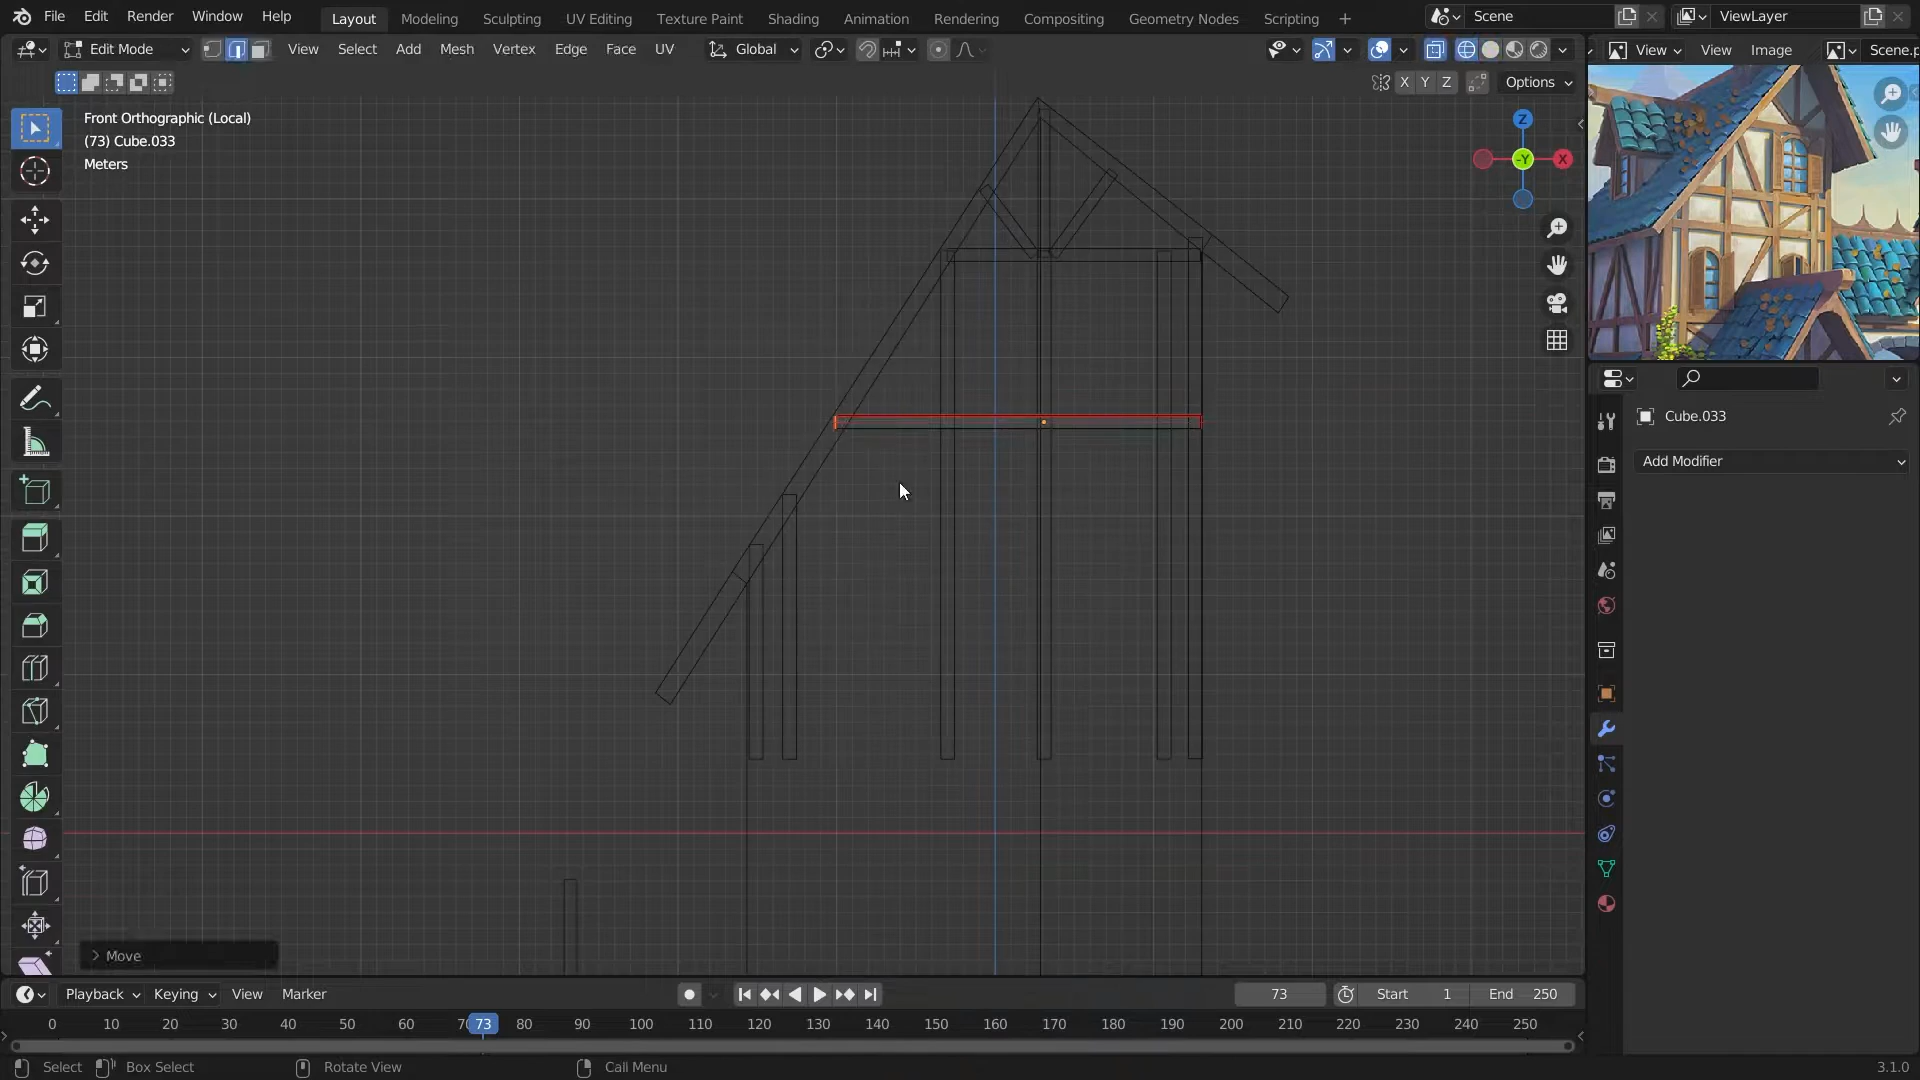 File Edit Render Window Help Layout Modeling Sculpting UV Editing Texture Paint Shading Animation Rendering Compositing Geometry Nodes Scripting + Scene ViewLayer
Edit Mode View Select Add Mesh Vertex Edge Face UV Global View View Image Scene.p
X Y Z Options
Front Orthographic (Local)
(73) Cube.033
Meters
Z
-Y X
Cube.033
Add Modifier
Move
Playback Keying View Marker 73 Start 1 End 250
0 10 20 30 40 50 60 70 73 80 90 100 110 120 130 140 150 160 170 180 190 200 210 220 230 240 250
Select Box Select Rotate View Call Menu 3.1.0